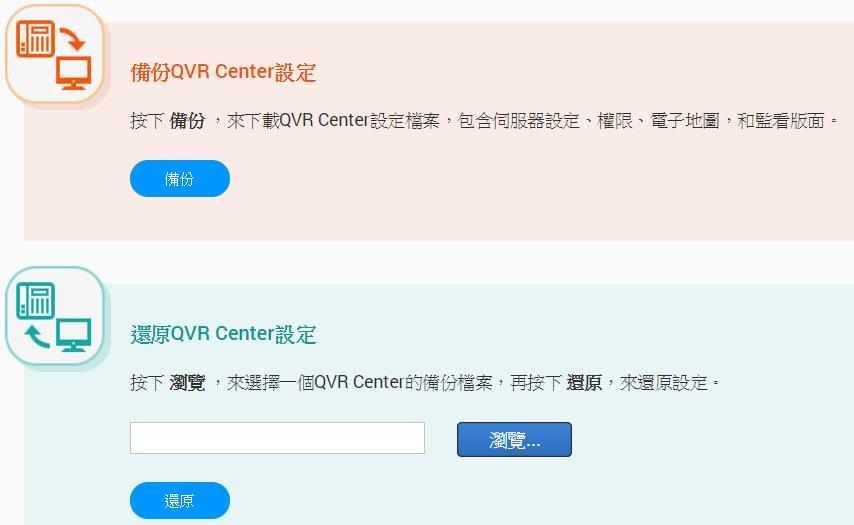 備份QVR Center設定
按下 備份 ，來下載QVR Center設定檔案，包含伺服器設定、權限、電子地圖，和監看版面。
備份
還原QVR Center設定
按下 瀏覽 ，來選擇一個QVR Center的備份檔案，再按下 還原，來還原設定。
瀏覽...
還原